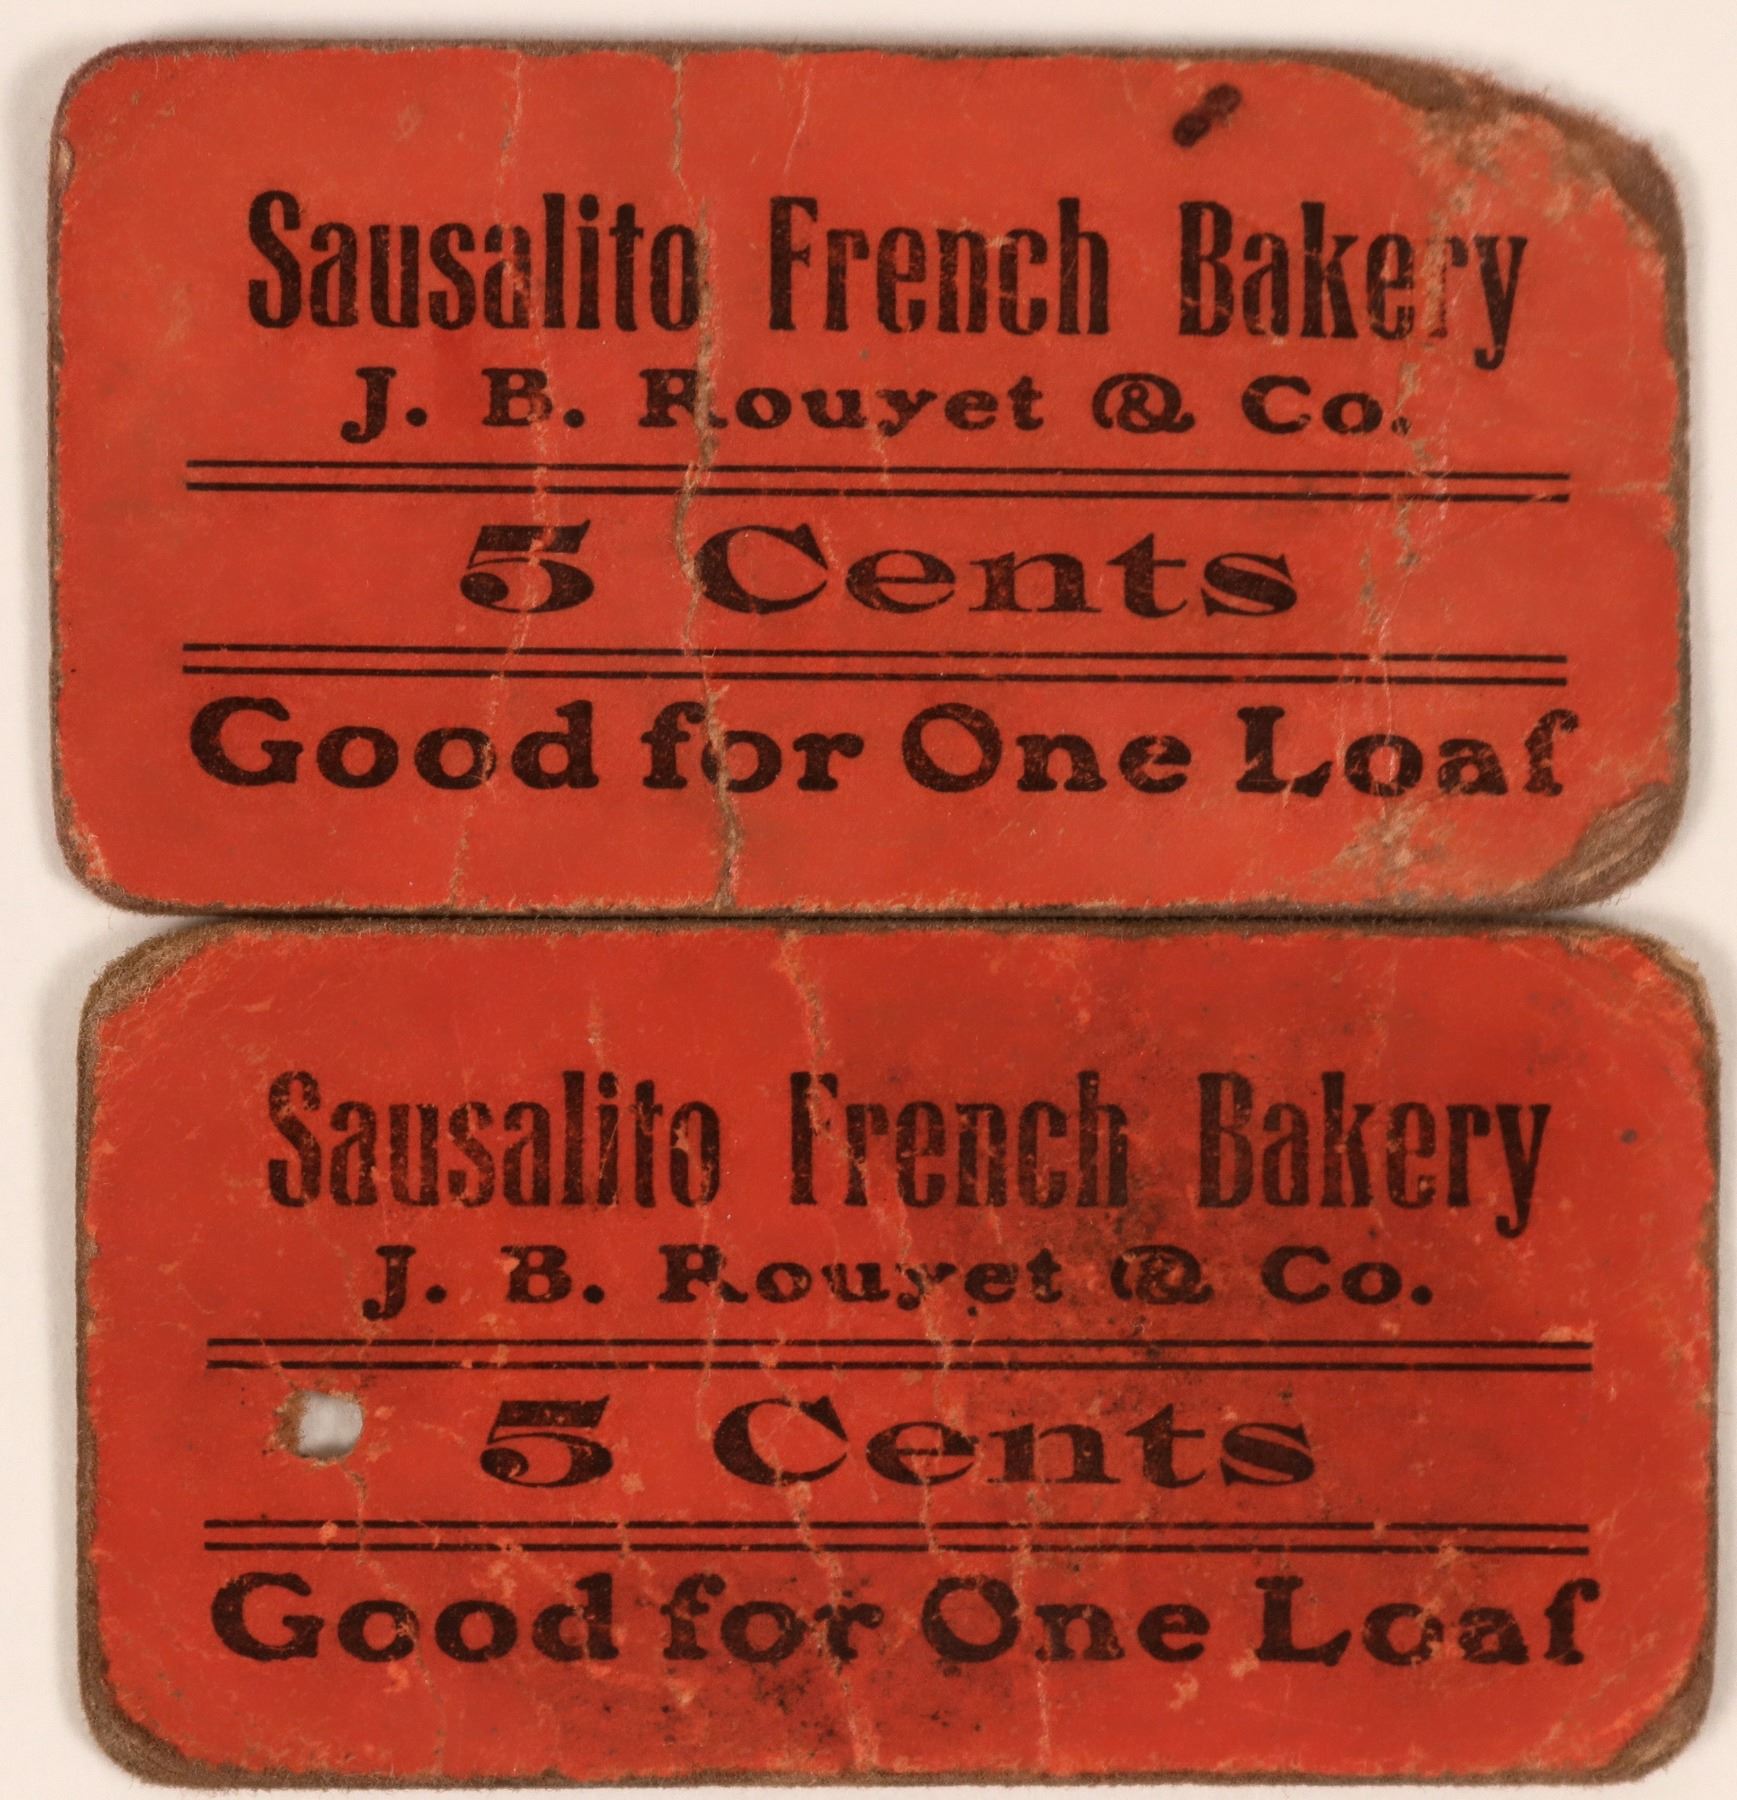 Sausalito French Bakery
J. B. Rouyet & Co.
5 Cents
Good for One Loaf
Sausalito French Bakery
J. B. Rouyet & Co.
5 Cents
Good for One Loaf